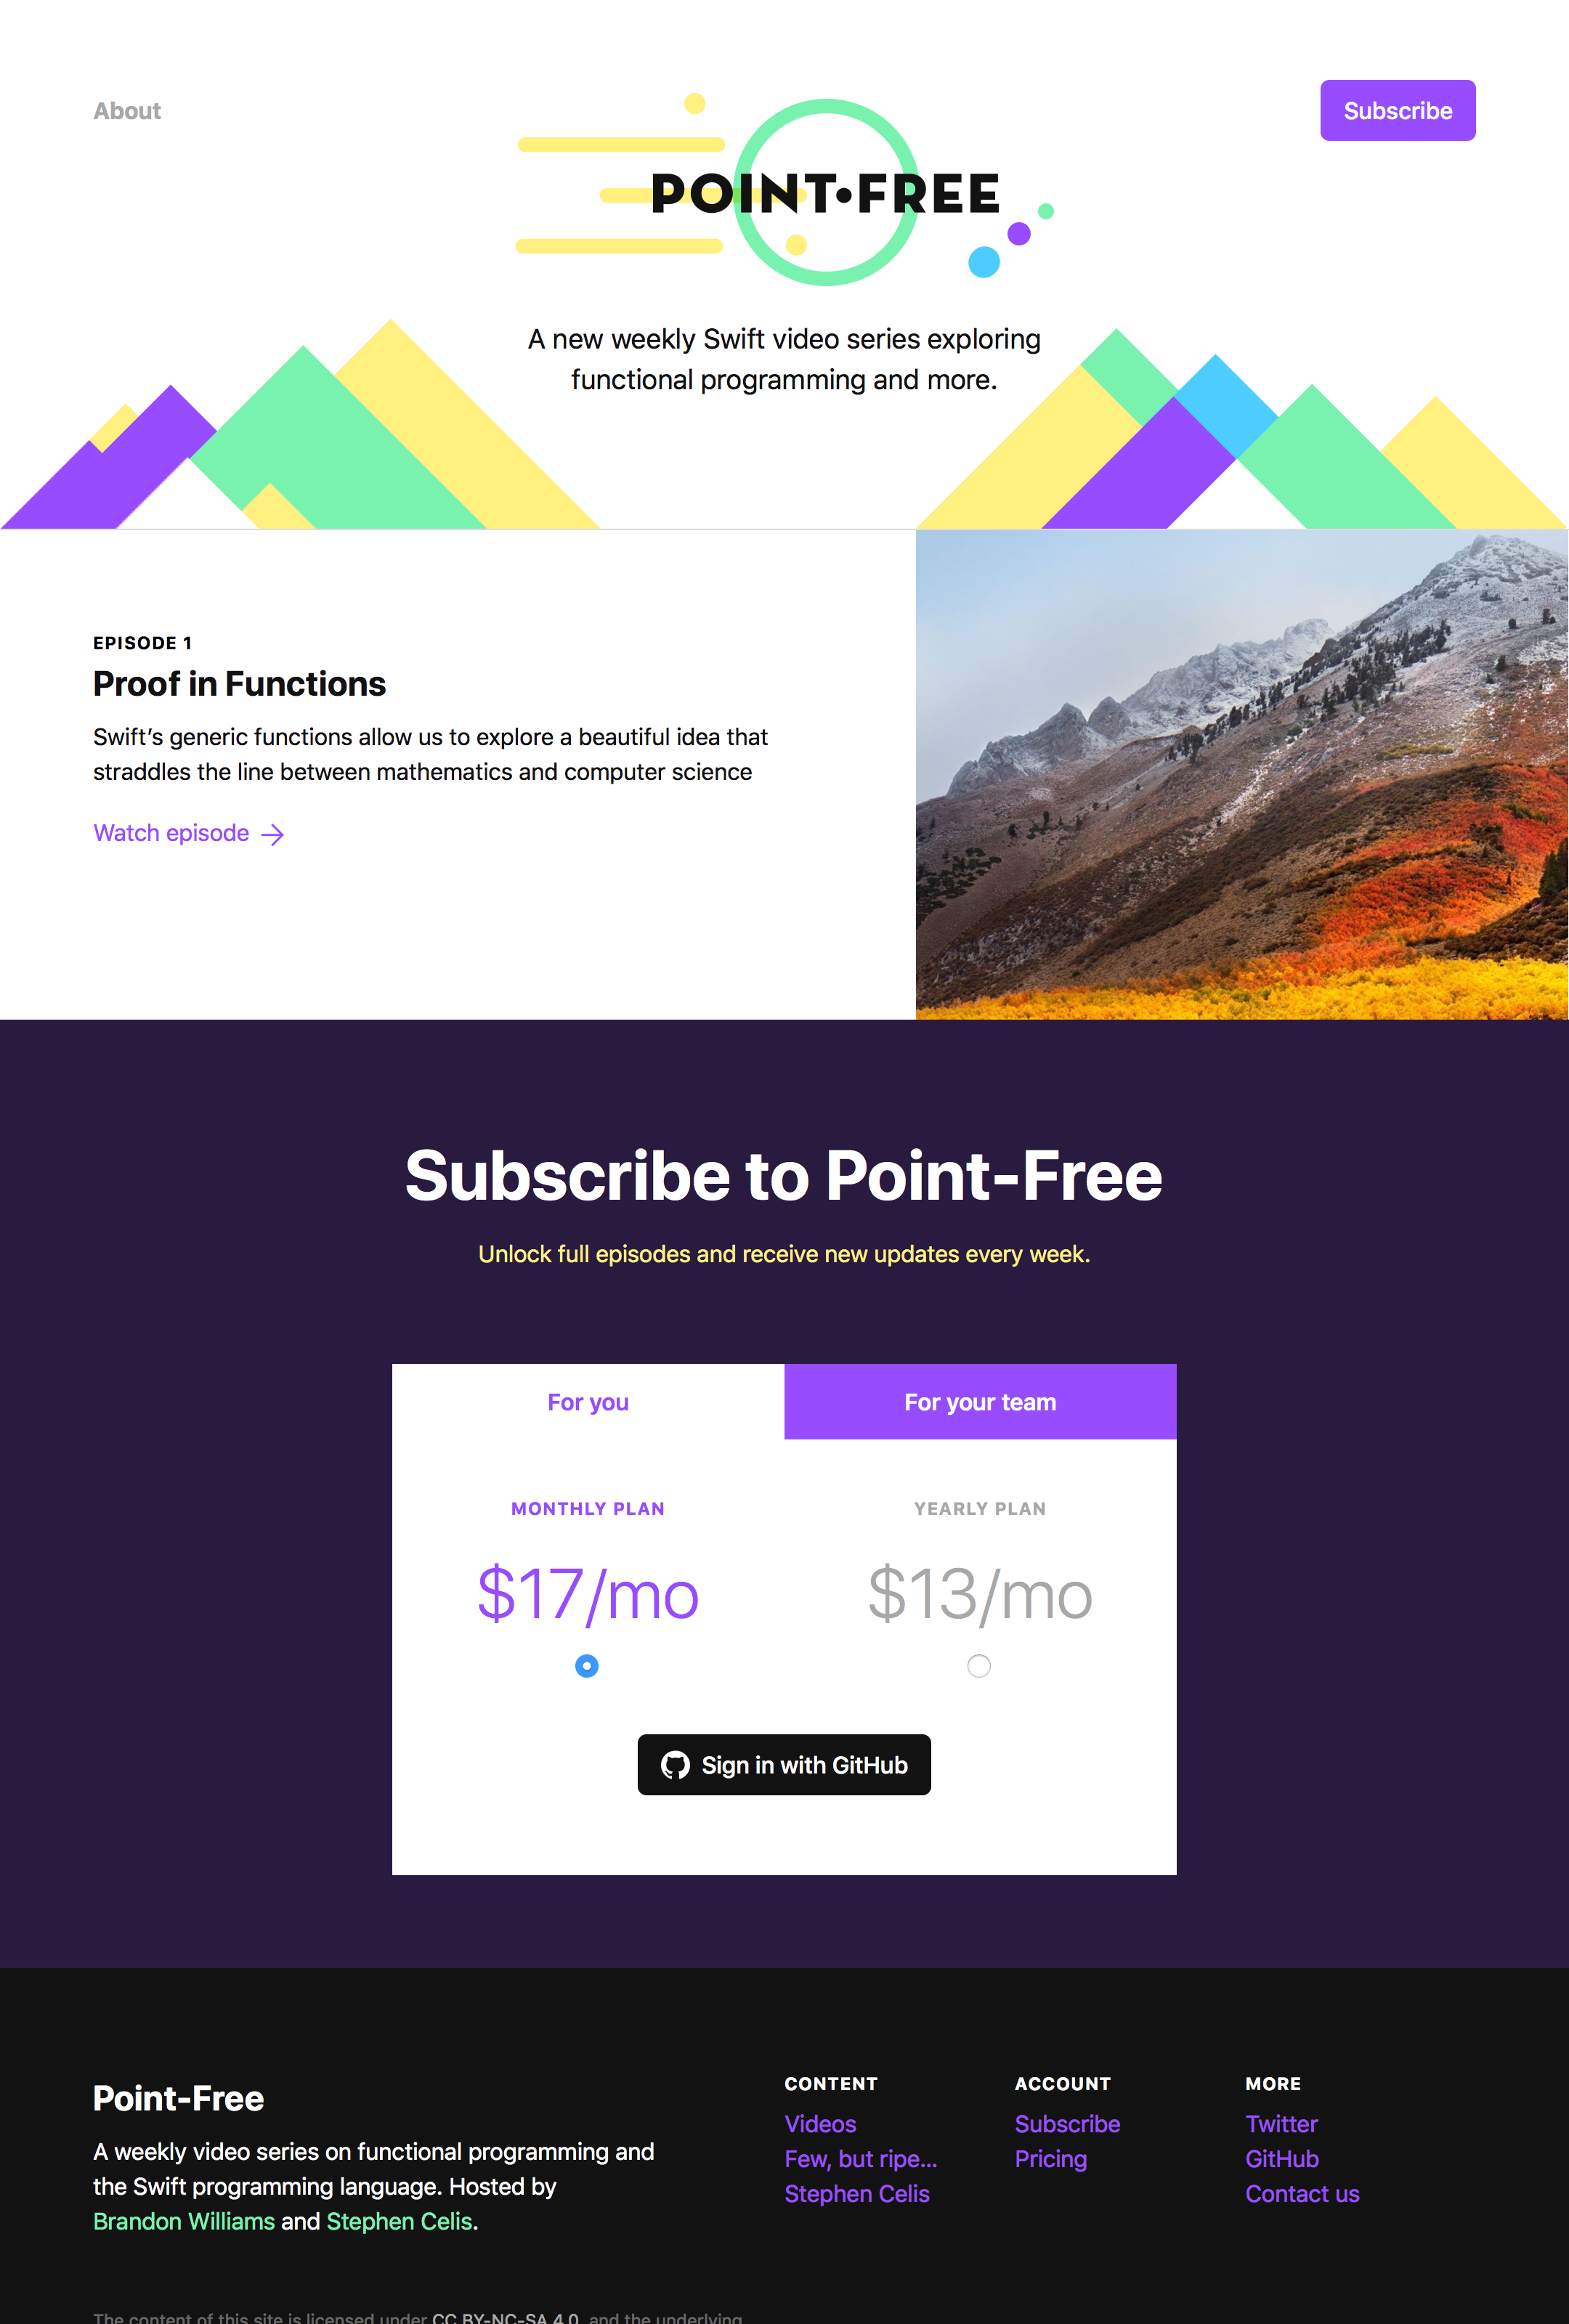 About
POINT•FREE
Subscribe
A new weekly Swift video series exploring
functional programming and more.
EPISODE 1
Proof in Functions
Swift’s generic functions allow us to explore a beautiful idea that
straddles the line between mathematics and computer science
Watch episode →
Subscribe to Point-Free
Unlock full episodes and receive new updates every week.
For you
For your team
MONTHLY PLAN
$17/mo
YEARLY PLAN
$13/mo
Sign in with GitHub
Point-Free
A weekly video series on functional programming and
the Swift programming language. Hosted by
Brandon Williams and Stephen Celis.
CONTENT
Videos
Few, but ripe...
Stephen Celis
ACCOUNT
Subscribe
Pricing
MORE
Twitter
GitHub
Contact us
The content of this site is licensed under CC BY-NC-SA 4.0, and the underlying